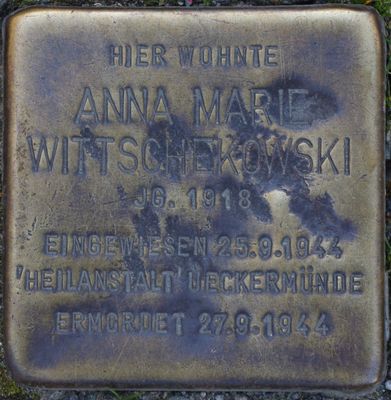 HIER WOHNTE
ANNA MARIE
WITTSCHEKOWSKI
JG. 1918
EINGEWIESEN 25.9.1944
'HEILANSTALT' UECKERMÜNDE
ERMORDET 27.9.1944